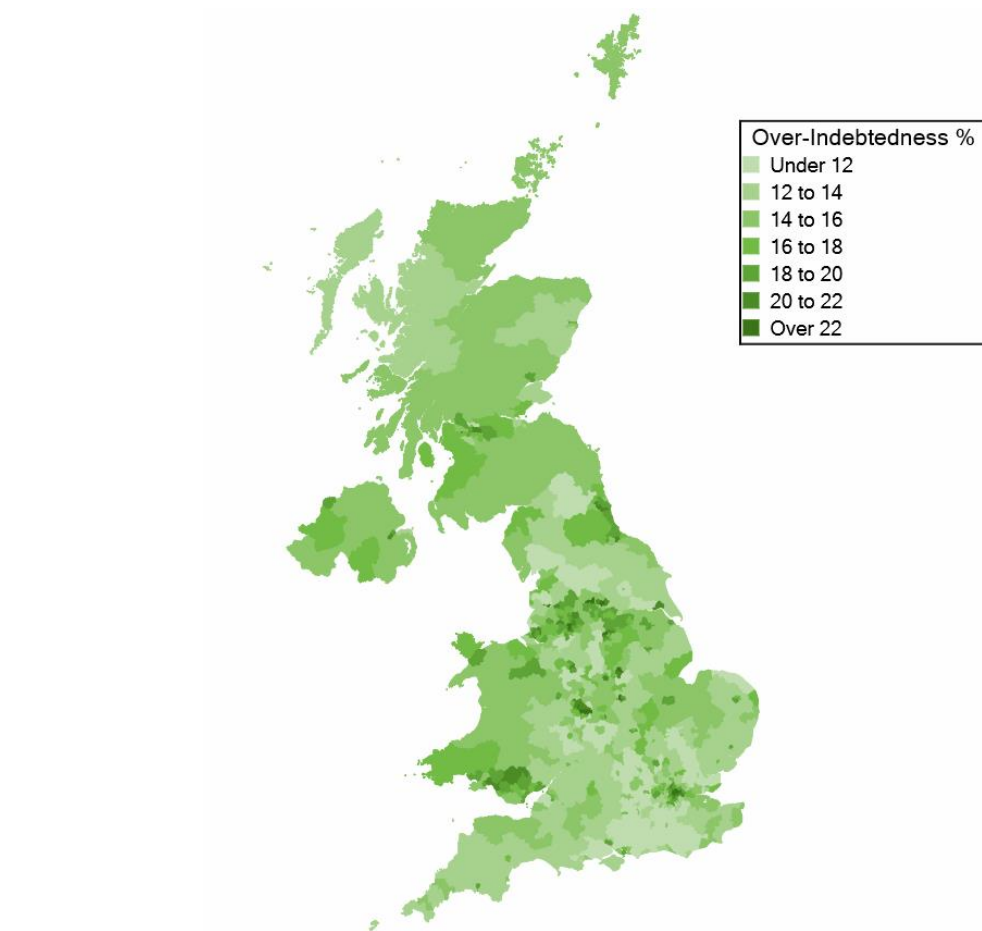 Over-Indebtedness %
Under 12
12 to 14
14 to 16
16 to 18
18 to 20
20 to 22
Over 22